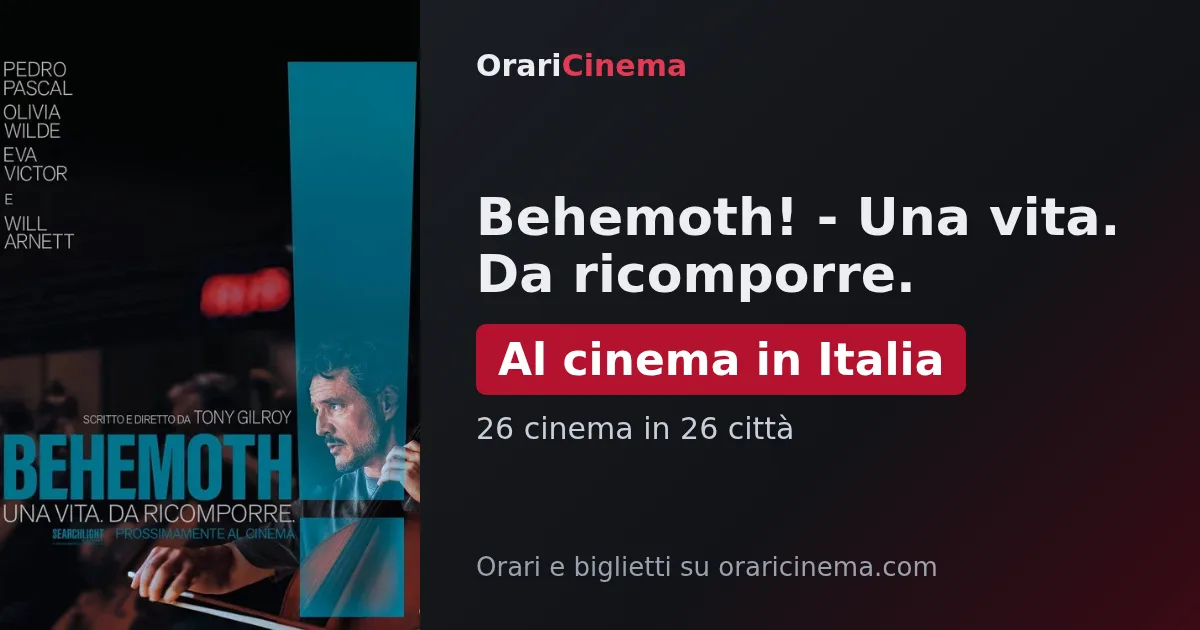 PEDRO
PASCAL
OLIVIA
WILDE
EVA
VICTOR
E
WILL
ARNETT
SCRITTO E DIRETTO DA TONY GILROY
BEHEMOTH
UNA VITA. DA RICOMPORRE.
SEARCHLIGHT PROSSIMAMENTE AL CINEMA
OrariCinema
Behemoth! - Una vita.
Da ricomporre.
Al cinema in Italia
26 cinema in 26 città
Orari e biglietti su oraricinema.com